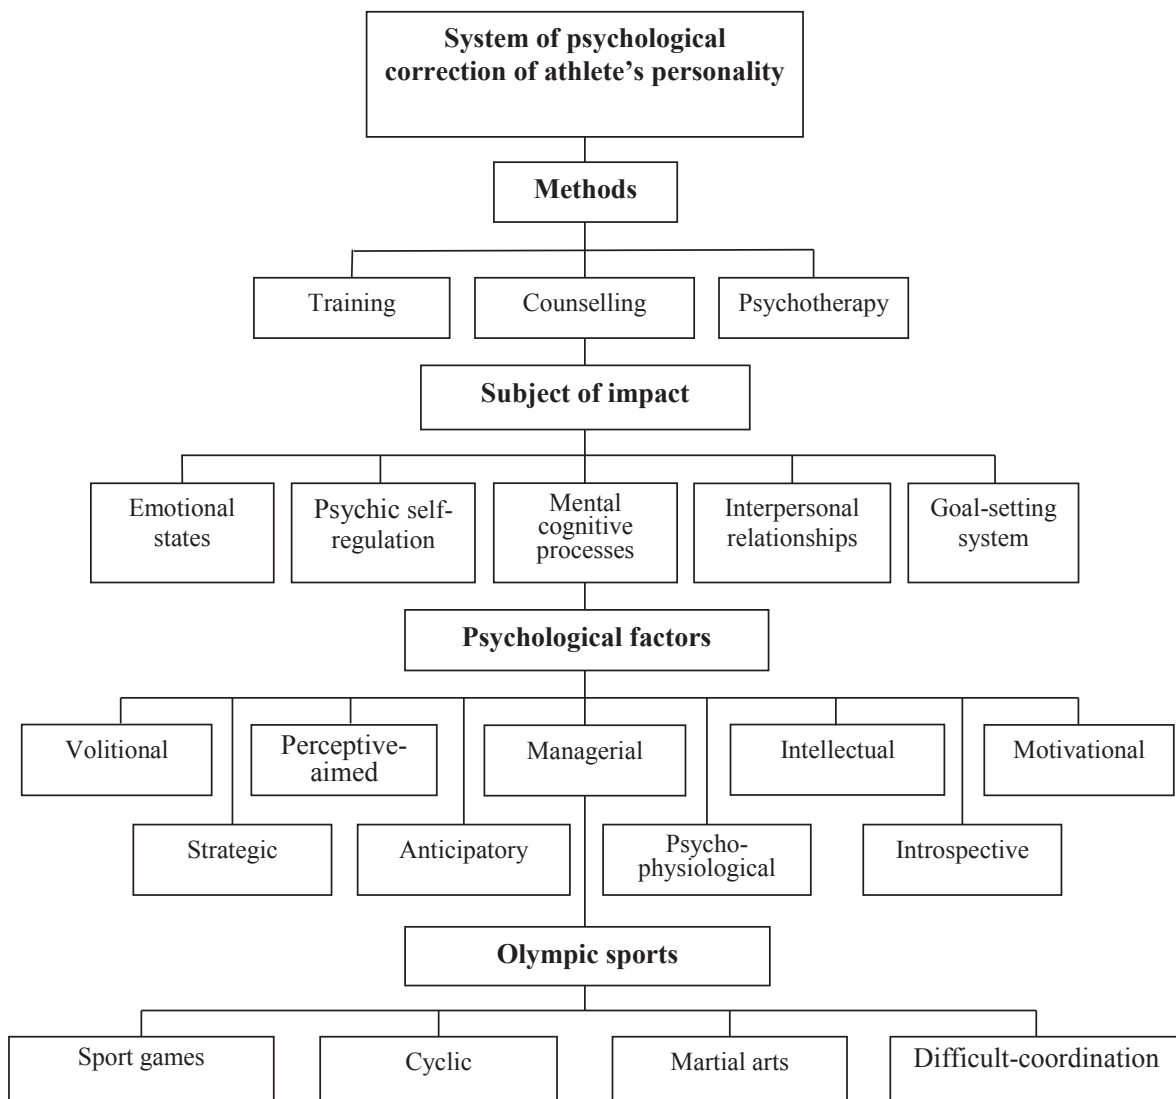 System of psychological
correction of athlete’s personality
Methods
Training
Counselling
Psychotherapy
Subject of impact
Emotional
states
Psychic self-
regulation
Mental
cognitive
processes
Interpersonal
relationships
Goal-setting
system
Psychological factors
Volitional
Perceptive-
aimed
Managerial
Intellectual
Motivational
Strategic
Anticipatory
Psycho-
physiological
Introspective
Olympic sports
Sport games
Cyclic
Martial arts
Difficult-coordination